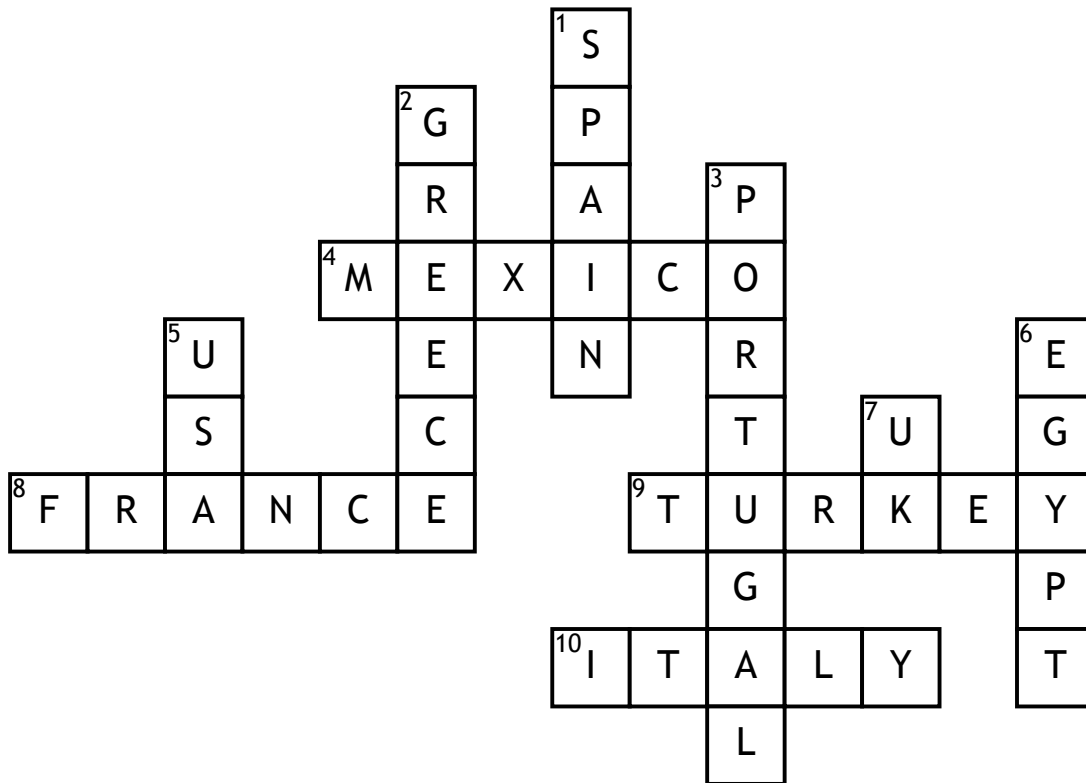 1 S
2 G P
R A 3 P
4 M E X I C O
5 U E N R 6 E
S C T 7 U G
8 F R A N C E 9 T U R K E Y
G P
10 I T A L Y T
L